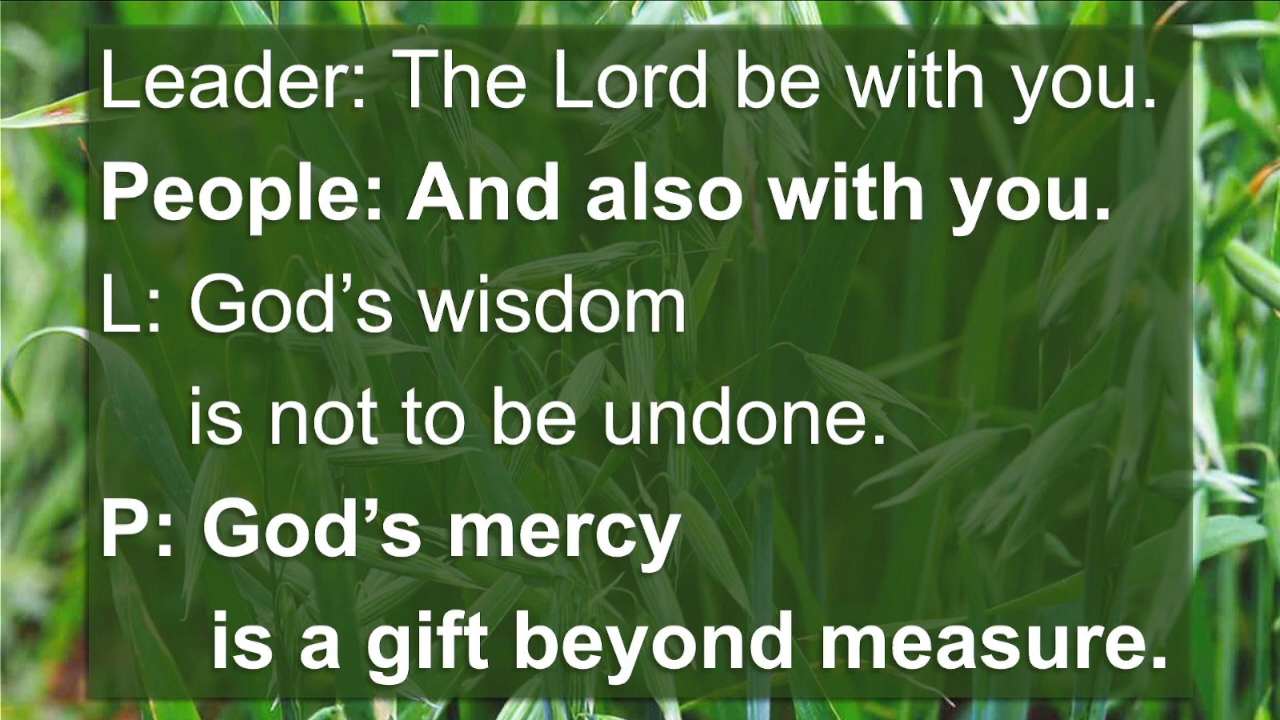 Leader: The Lord be with you.
People: And also with you.
L: God’s wisdom
is not to be undone.
P: God’s mercy
is a gift beyond measure.